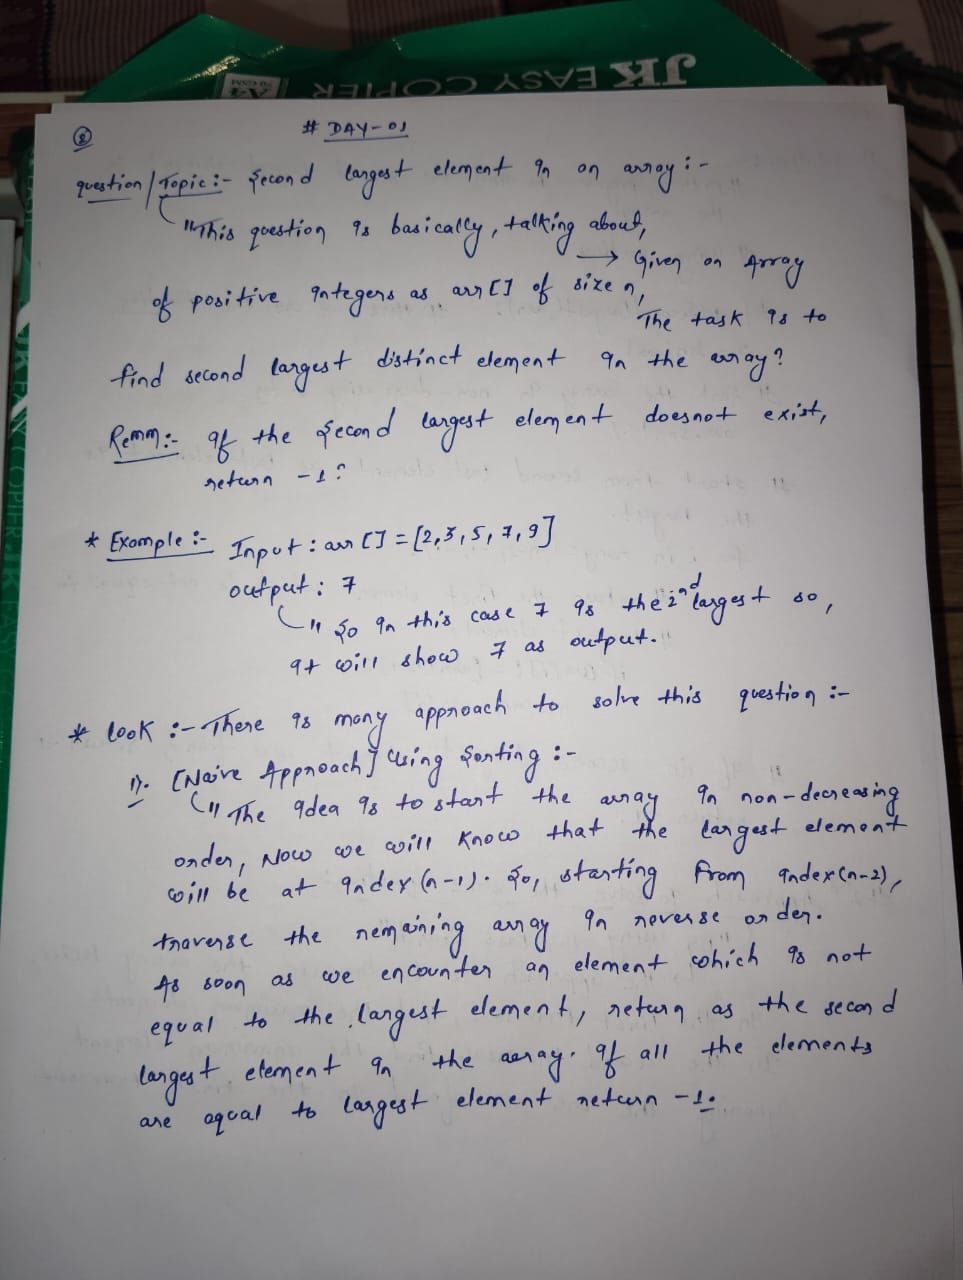 JK EASY COPIER
A4
②
# DAY-01
question / Topic :- Second largest element in an array :-
"This question is basically, talking about,
→ Given an Array
of positive integers as arr[] of size n,
The task is to
find second largest distinct element in the array?
Remm:- if the second largest element doesnot exist,
return -1?
* Example :- Input : arr [] = [2,3,5,7,9]
output : 7
" So in this case 7 is the 2nd largest so,
it will show 7 as output."
* look :- There is many approach to solve this question :-
1). [Naive Approach] Using Sorting :-
" The idea is to start the array in non-decreasing
order, Now we will know that the largest element
will be at index (n-1). So, starting from index (n-2),
traverse the remaining array in reverse order.
As soon as we encounter an element which is not
equal to the largest element, return as the second
largest element in the aeray. if all the elements
are aqual to largest element return -1.